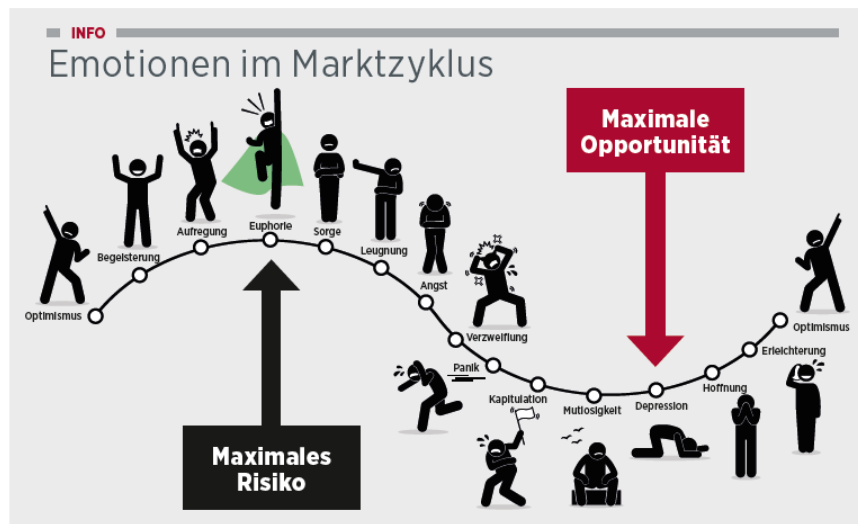 INFO
Emotionen im Marktzyklus
Maximale
Opportunität
Optimismus
Begeisterung
Aufregung
Euphorie
Sorge
Leugnung
Angst
Verzweiflung
Panik
Kapitulation
Mutlosigkeit
Depression
Hoffnung
Erleichterung
Optimismus
Maximales
Risiko